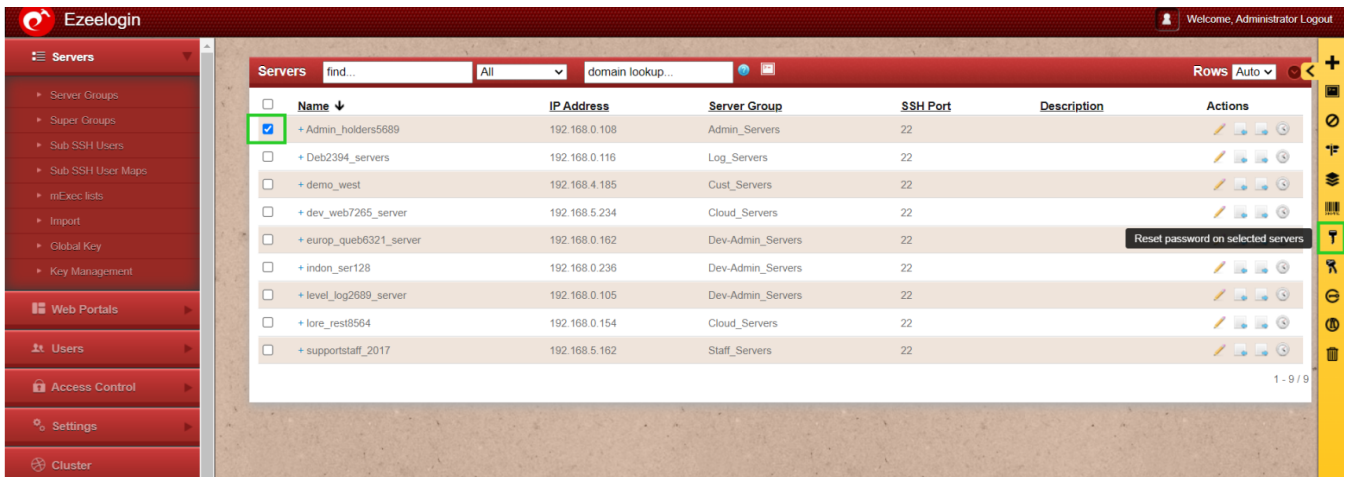 Ezeelogin
Welcome, Administrator Logout
Servers
Server Groups
Super Groups
Sub SSH Users
Sub SSH User Maps
mExec lists
Import
Global Key
Key Management
Web Portals
Users
Access Control
Settings
Cluster
Servers find... All domain lookup... Rows Auto
Name IP Address Server Group SSH Port Description Actions
+ Admin_holders5689 192.168.0.108 Admin_Servers 22
+ Deb2394_servers 192.168.0.116 Log_Servers 22
+ demo_west 192.168.4.185 Cust_Servers 22
+ dev_web7265_server 192.168.5.234 Cloud_Servers 22
+ europ_queb6321_server 192.168.0.162 Dev-Admin_Servers 22
Reset password on selected servers
+ indon_ser128 192.168.0.236 Dev-Admin_Servers 22
+ level_log2689_server 192.168.0.105 Dev-Admin_Servers 22
+ lore_rest8564 192.168.0.154 Cloud_Servers 22
+ supportstaff_2017 192.168.5.162 Staff_Servers 22
1 - 9 / 9